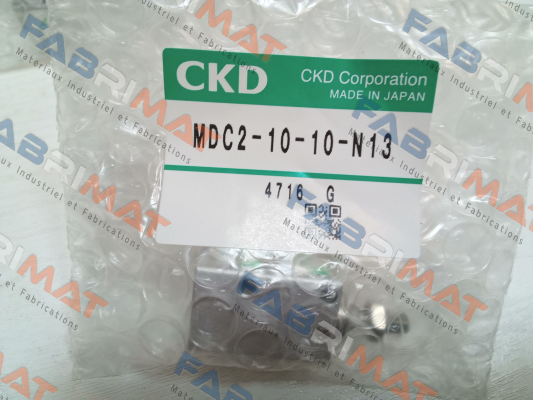 CKD
CKD Corporation
MADE IN JAPAN
MDC2-10-10-N13
4716 G
FABRIMAT
Matériaux Industriel et Fabrications